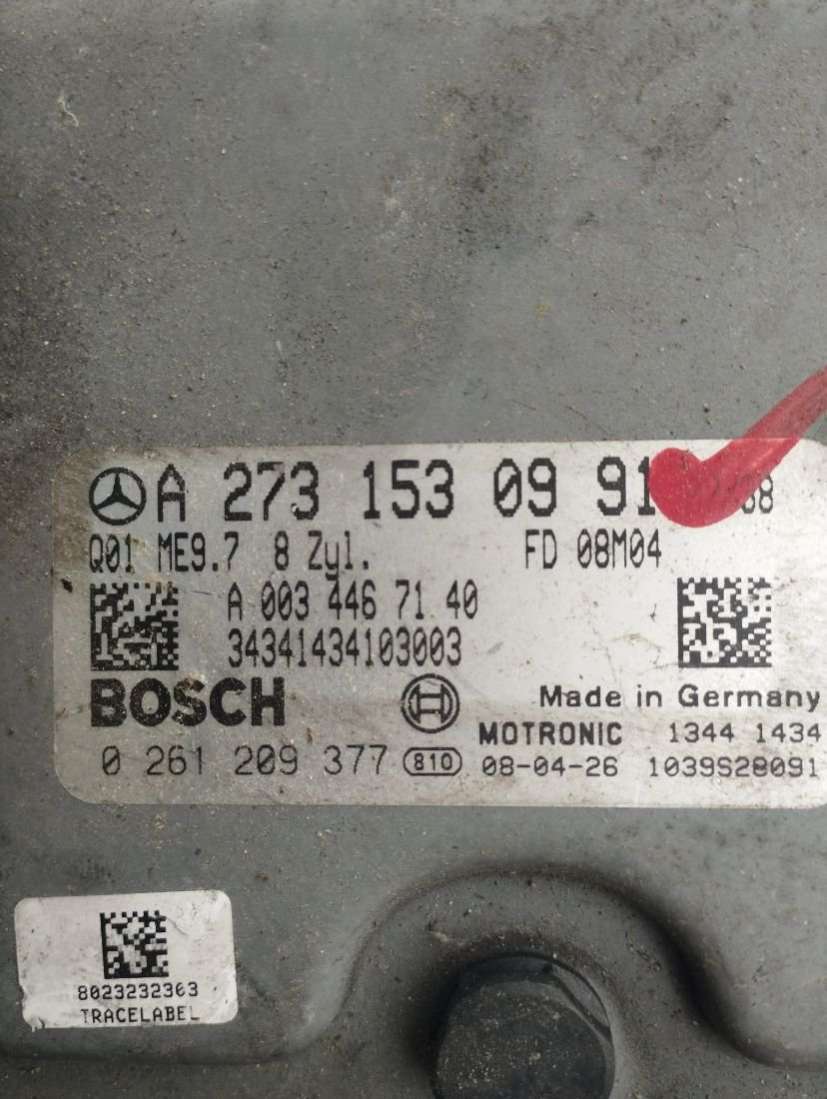 A 273 153 09 91
Q01 ME9.7 8 Zyl. FD 08M04
A 003 446 71 40
34341434103003
BOSCH Made in Germany
MOTRONIC 1344 1434
0 261 209 377 810 08-04-26 1039S28091
8023232303
TRACELABEL